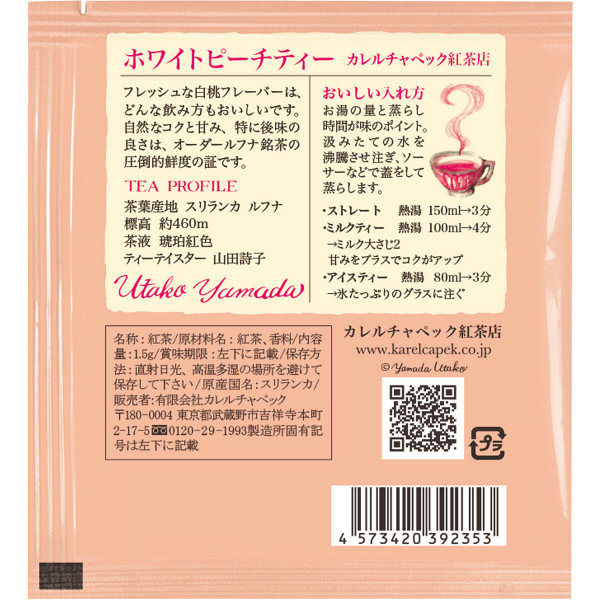 ホワイトピーチティー カレルチャペック紅茶店
フレッシュな白桃フレーバーは、
どんな飲み方もおいしいです。
自然なコクと甘み、特に後味の
良さは、オーダールフナ銘茶の
圧倒的鮮度の証です。
TEA PROFILE
茶葉産地 スリランカ ルフナ
標高 約460m
茶液 琥珀紅色
ティーテイスター 山田詩子
Utako Yamada
おいしい入れ方
お湯の量と蒸らし
時間が味のポイント。
汲みたての水を
沸騰させ注ぎ、ソー
サーなどで蓋をして
蒸らします。
・ストレート 熱湯 150ml→3分
・ミルクティー 熱湯 100ml→4分
→ミルク大さじ2
甘みをプラスでコクがアップ
・アイスティー 熱湯 80ml→3分
→氷たっぷりのグラスに注ぐ
名称:紅茶/原材料名:紅茶、香料/内容
量:1.5g/賞味期限:左下に記載/保存方
法:直射日光、高温多湿の場所を避けて
保存して下さい/原産国名:スリランカ/
販売者:有限会社カレルチャペック
〒180-0004 東京都武蔵野市吉祥寺本町
2-17-5 0120-29-1993製造所固有記
号は左下に記載
カレルチャペック紅茶店
www.karelcapek.co.jp
© Yamada Utako
プラ
4 573420 392353